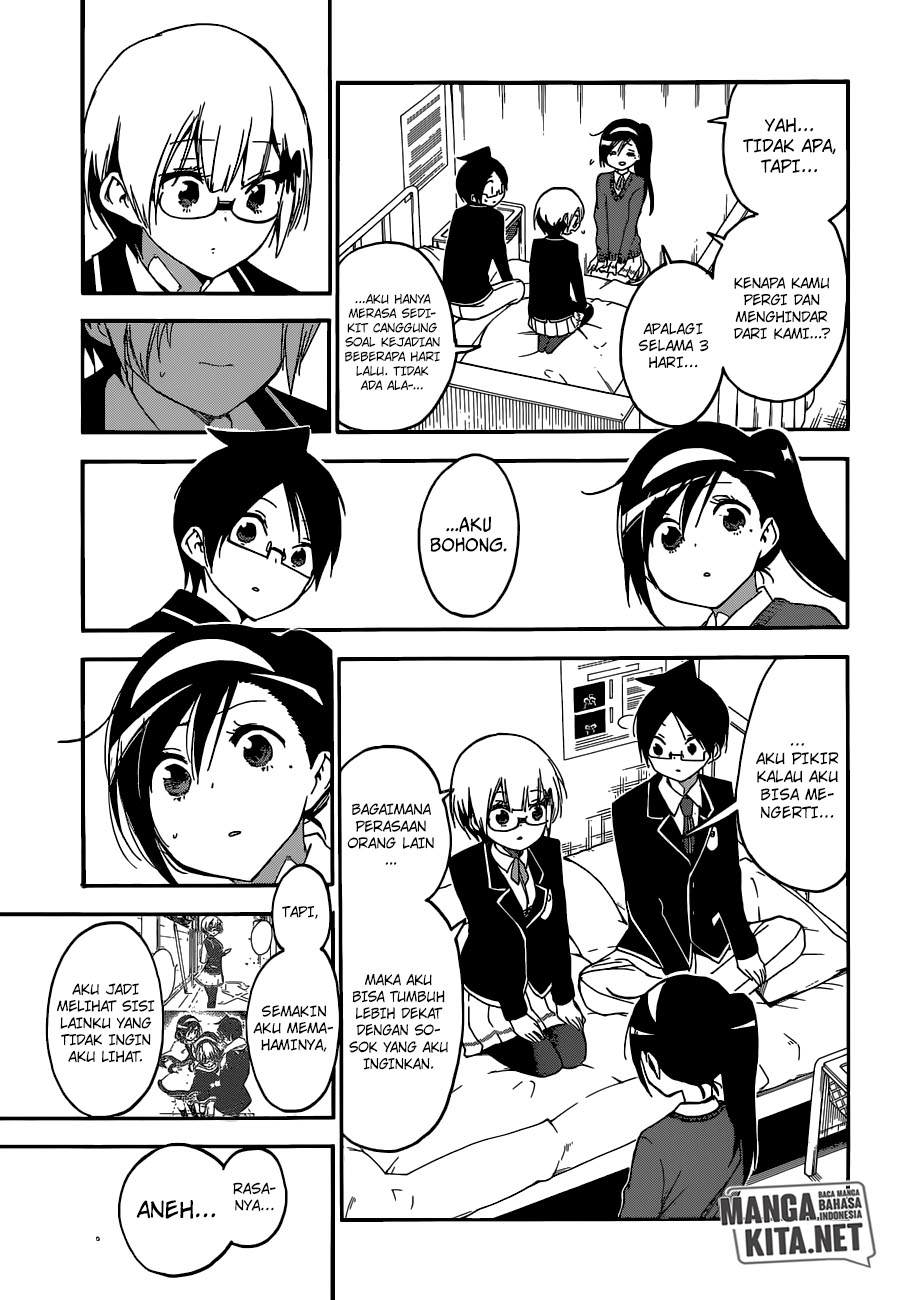 YAH...
TIDAK APA,
TAPI...
KENAPA KAMU
PERGI DAN
MENGHINDAR
DARI KAMI...?
APALAGI
SELAMA 3
HARI...
...AKU HANYA
MERASA SEDI-
KIT CANGGUNG
SOAL KEJADIAN
BEBERAPA HARI
LALU. TIDAK
ADA ALA-...
...AKU
BOHONG.
...
AKU PIKIR
KALAU AKU
BISA ME-
NGERTI...
BAGAIMANA
PERASAAN
ORANG LAIN
...
MAKA AKU
BISA TUMBUH
LEBIH DEKAT
DENGAN SO-
SOK YANG AKU
INGINKAN.
TAPI,
SEMAKIN
AKU MEMA-
HAMINYA,
AKU JADI
MELIHAT SISI
LAINKU YANG
TIDAK INGIN
AKU LIHAT.
RASA-
NYA...
ANEH...
MANGA
BACA MANGA
BAHASA
INDONESIA
KITA.NET